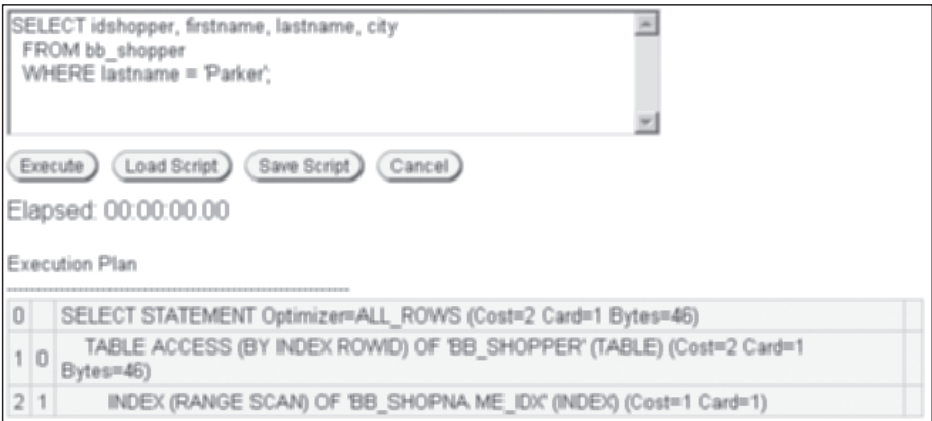 SELECT idshopper, firstname, lastname, city
FROM bb_shopper
WHERE lastname = 'Parker';
Execute Load Script Save Script Cancel
Elapsed: 00:00:00.00
Execution Plan
----------------------------------------------------------
0 SELECT STATEMENT Optimizer=ALL_ROWS (Cost=2 Card=1 Bytes=46)
1 0 TABLE ACCESS (BY INDEX ROWID) OF 'BB_SHOPPER' (TABLE) (Cost=2 Card=1
Bytes=46)
2 1 INDEX (RANGE SCAN) OF 'BB_SHOPNA.ME_IDX' (INDEX) (Cost=1 Card=1)